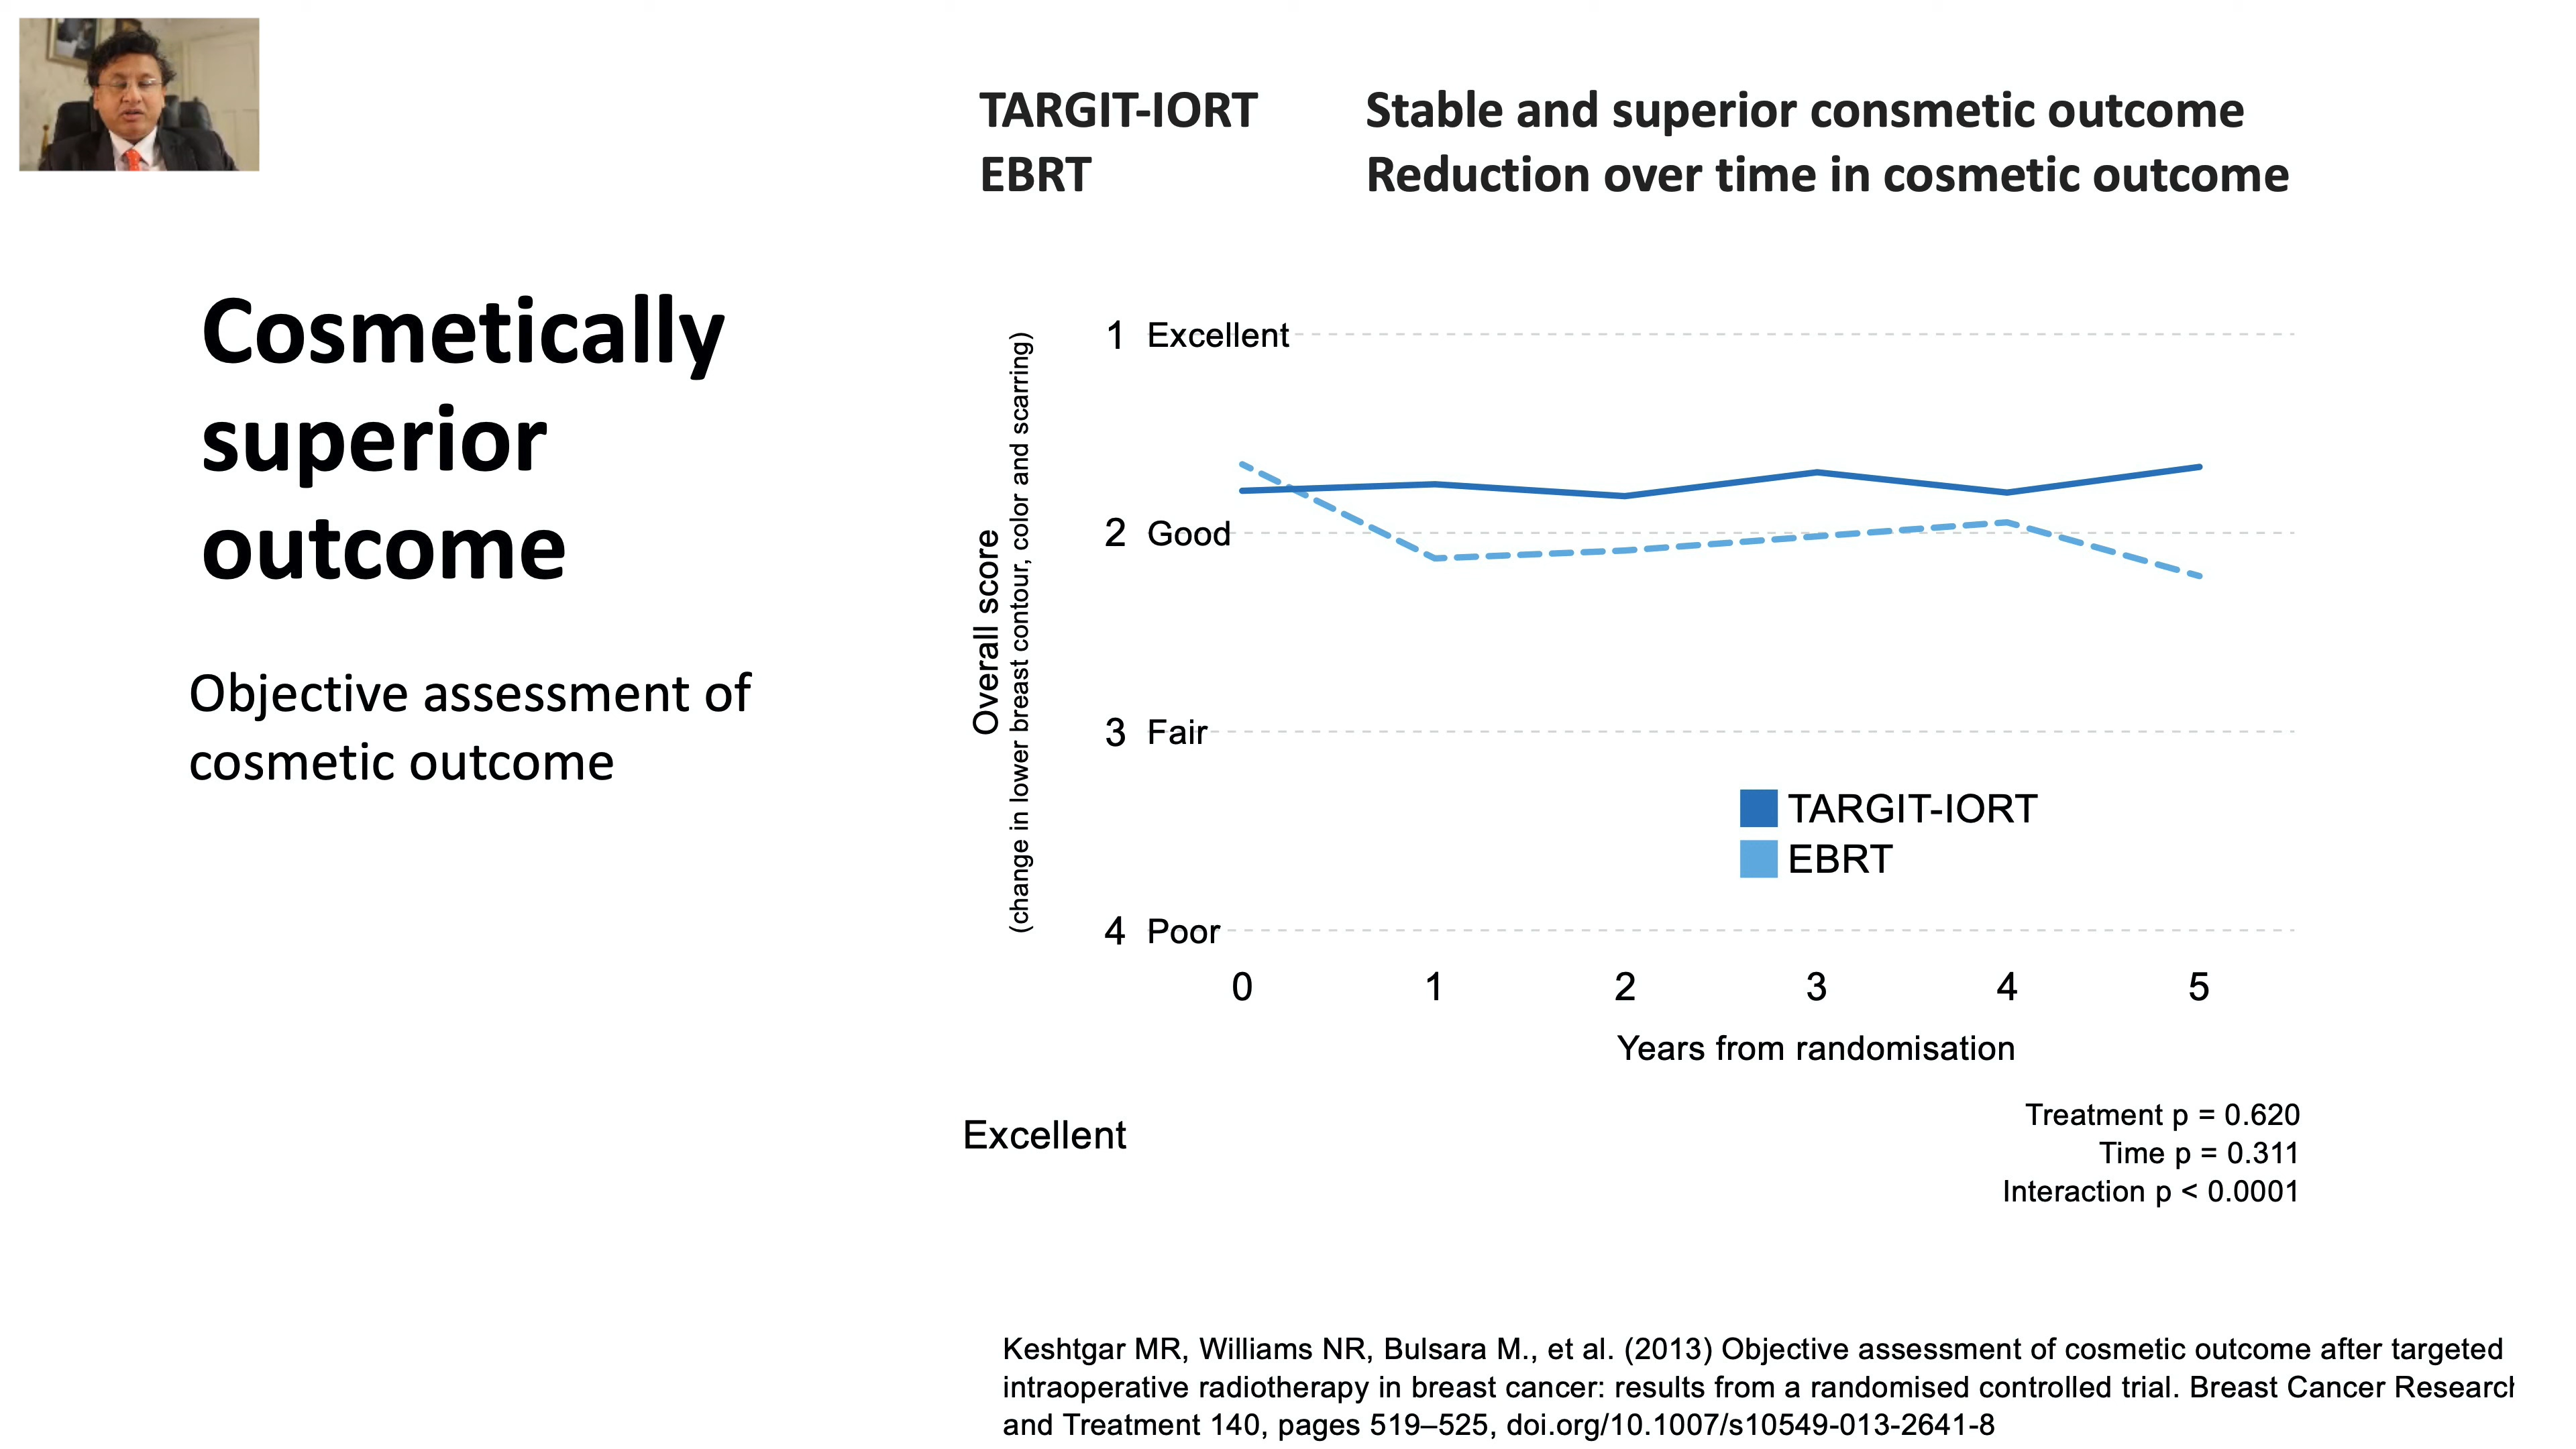 TARGIT-IORT Stable and superior consmetic outcome
EBRT Reduction over time in cosmetic outcome
Cosmetically
superior
outcome
Objective assessment of
cosmetic outcome
Overall score
(change in lower breast contour, color and scarring)
1 Excellent
2 Good
3 Fair
4 Poor
TARGIT-IORT
EBRT
0 1 2 3 4 5
Years from randomisation
Excellent
Treatment p = 0.620
Time p = 0.311
Interaction p < 0.0001
Keshtgar MR, Williams NR, Bulsara M., et al. (2013) Objective assessment of cosmetic outcome after targeted
intraoperative radiotherapy in breast cancer: results from a randomised controlled trial. Breast Cancer Research
and Treatment 140, pages 519–525, doi.org/10.1007/s10549-013-2641-8